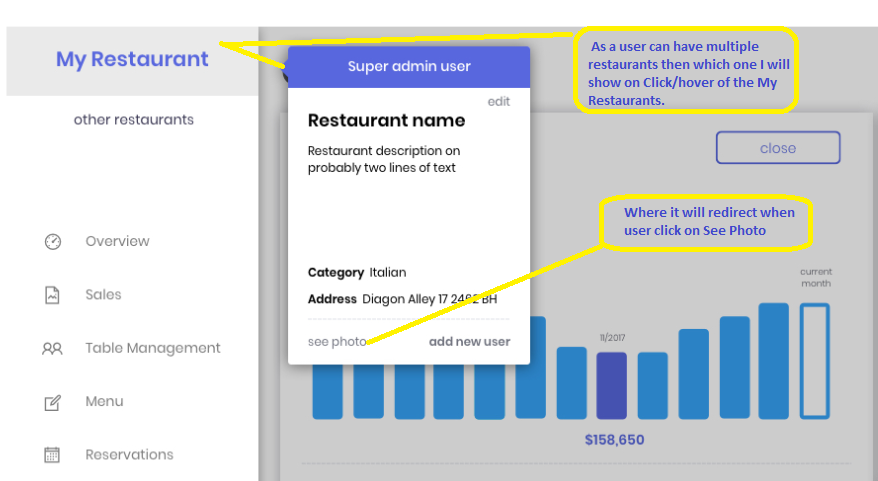 My Restaurant
other restaurants
Overview
Sales
Table Management
Menu
Reservations
Super admin user
edit
Restaurant name
Restaurant description on
probably two lines of text
Category Italian
Address Diagon Alley 17 2462 BH
see photo
add new user
As a user can have multiple
restaurants then which one I will
show on Click/hover of the My
Restaurants.
close
Where it will redirect when
user click on See Photo
current
month
11/2017
$158,650